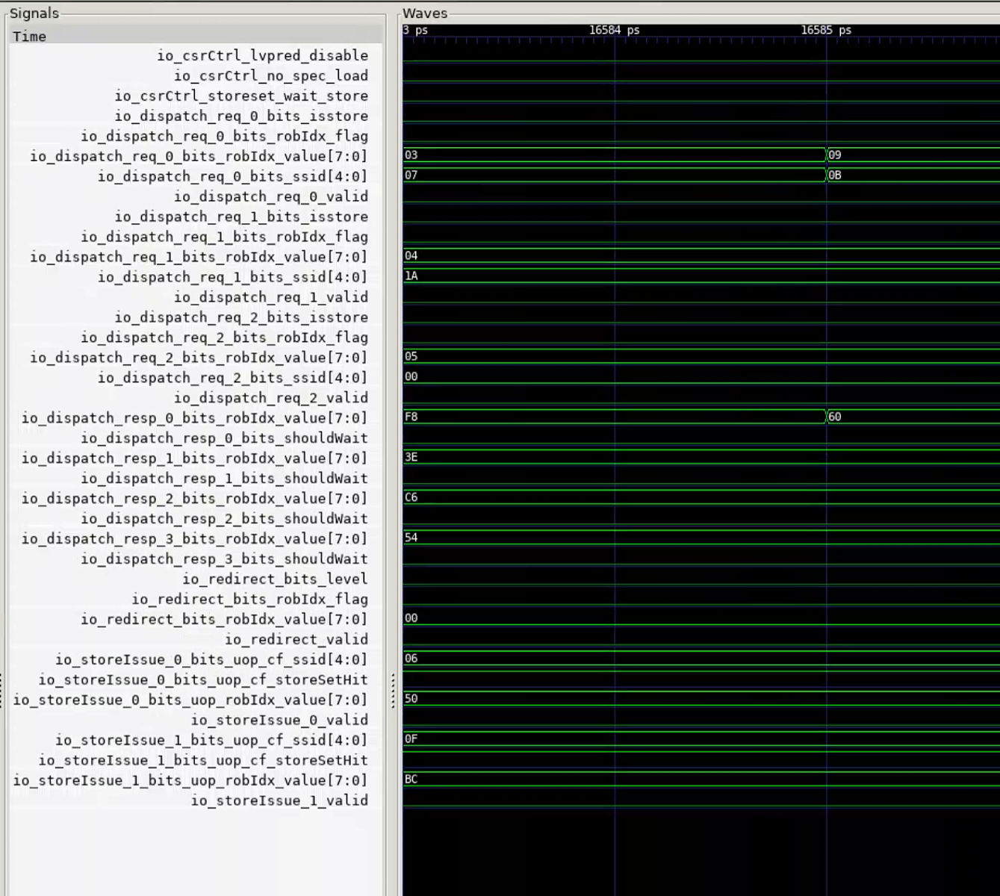 Signals Waves
Time 3 ps 16584 ps 16585 ps
io_csrCtrl_lvpred_disable
io_csrCtrl_no_spec_load
io_csrCtrl_storeset_wait_store
io_dispatch_req_0_bits_isstore
io_dispatch_req_0_bits_robIdx_flag
io_dispatch_req_0_bits_robIdx_value[7:0] 03 09
io_dispatch_req_0_bits_ssid[4:0] 07 0B
io_dispatch_req_0_valid
io_dispatch_req_1_bits_isstore
io_dispatch_req_1_bits_robIdx_flag
io_dispatch_req_1_bits_robIdx_value[7:0] 04
io_dispatch_req_1_bits_ssid[4:0] 1A
io_dispatch_req_1_valid
io_dispatch_req_2_bits_isstore
io_dispatch_req_2_bits_robIdx_flag
io_dispatch_req_2_bits_robIdx_value[7:0] 05
io_dispatch_req_2_bits_ssid[4:0] 00
io_dispatch_req_2_valid
io_dispatch_resp_0_bits_robIdx_value[7:0] F8 60
io_dispatch_resp_0_bits_shouldWait
io_dispatch_resp_1_bits_robIdx_value[7:0] 3E
io_dispatch_resp_1_bits_shouldWait
io_dispatch_resp_2_bits_robIdx_value[7:0] C6
io_dispatch_resp_2_bits_shouldWait
io_dispatch_resp_3_bits_robIdx_value[7:0] 54
io_dispatch_resp_3_bits_shouldWait
io_redirect_bits_level
io_redirect_bits_robIdx_flag
io_redirect_bits_robIdx_value[7:0] 00
io_redirect_valid
io_storeIssue_0_bits_uop_cf_ssid[4:0] 06
io_storeIssue_0_bits_uop_cf_storeSetHit
io_storeIssue_0_bits_uop_robIdx_value[7:0] 50
io_storeIssue_0_valid
io_storeIssue_1_bits_uop_cf_ssid[4:0] 0F
io_storeIssue_1_bits_uop_cf_storeSetHit
io_storeIssue_1_bits_uop_robIdx_value[7:0] BC
io_storeIssue_1_valid